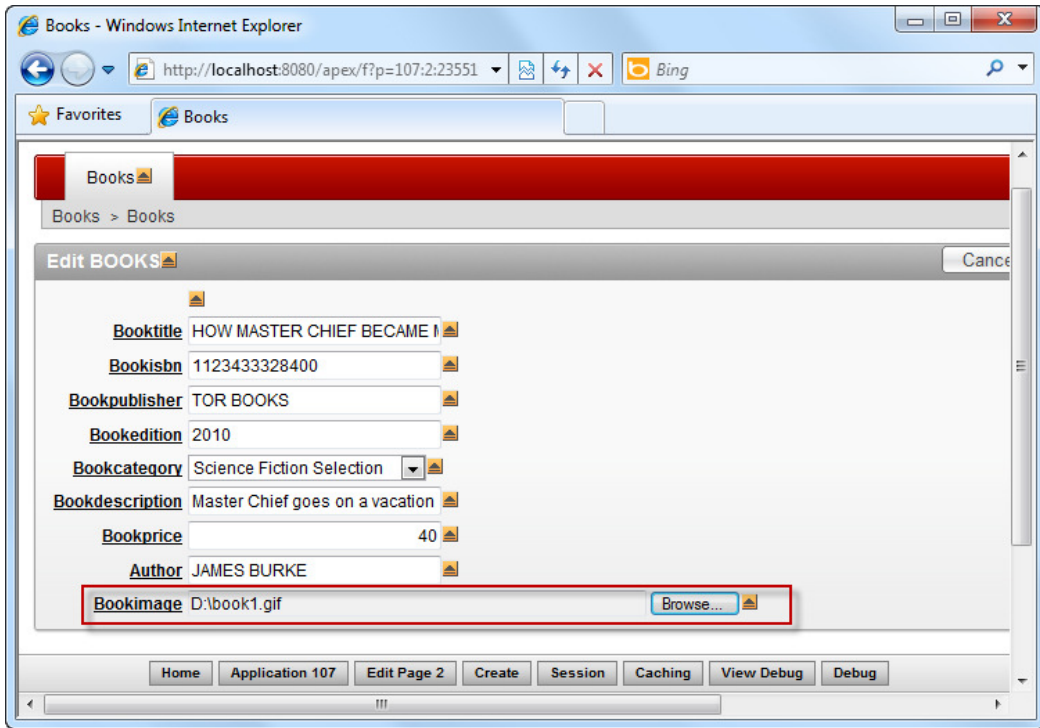 Books - Windows Internet Explorer
http://localhost:8080/apex/f?p=107:2:23551
Bing
Favorites
Books
Books
Books > Books
Edit BOOKS
Cance
Booktitle HOW MASTER CHIEF BECAME
Bookisbn 1123433328400
Bookpublisher TOR BOOKS
Bookedition 2010
Bookcategory Science Fiction Selection
Bookdescription Master Chief goes on a vacation
Bookprice 40
Author JAMES BURKE
Bookimage D:\book1.gif Browse...
Home Application 107 Edit Page 2 Create Session Caching View Debug Debug